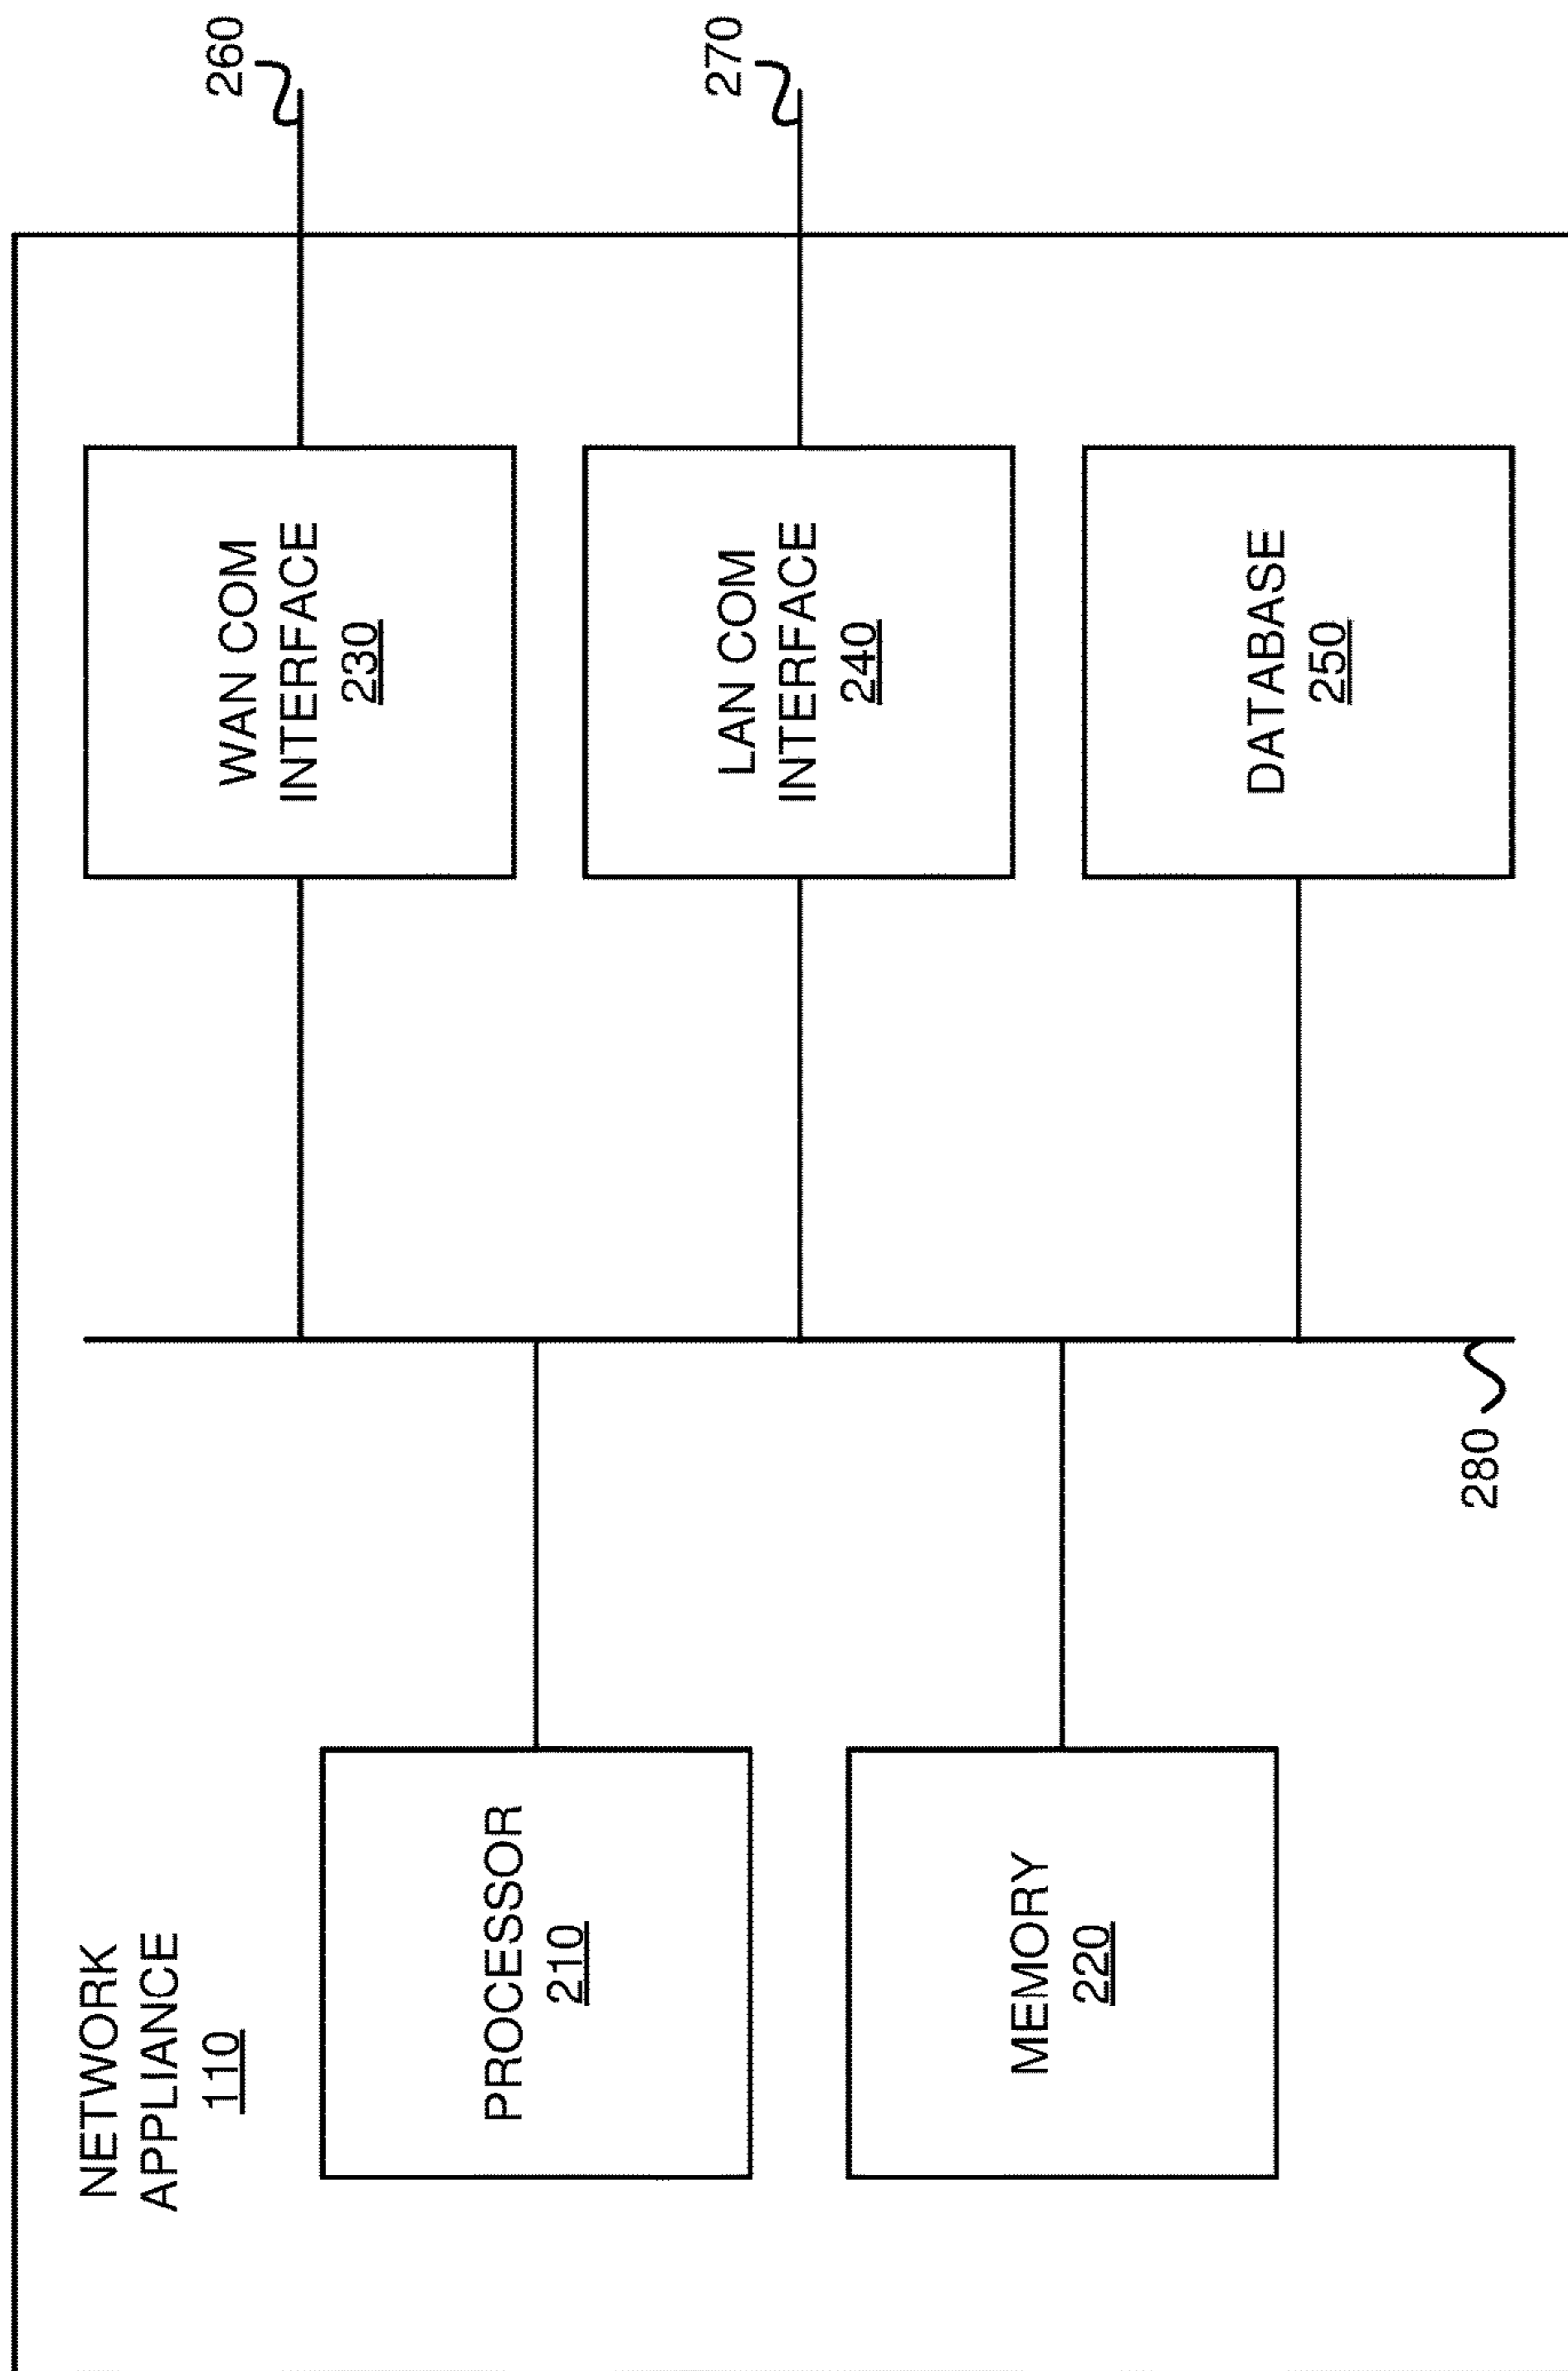 NETWORK
APPLIANCE
110
PROCESSOR
210
MEMORY
220
280
WAN COM
INTERFACE
230
LAN COM
INTERFACE
240
DATABASE
250
260
270